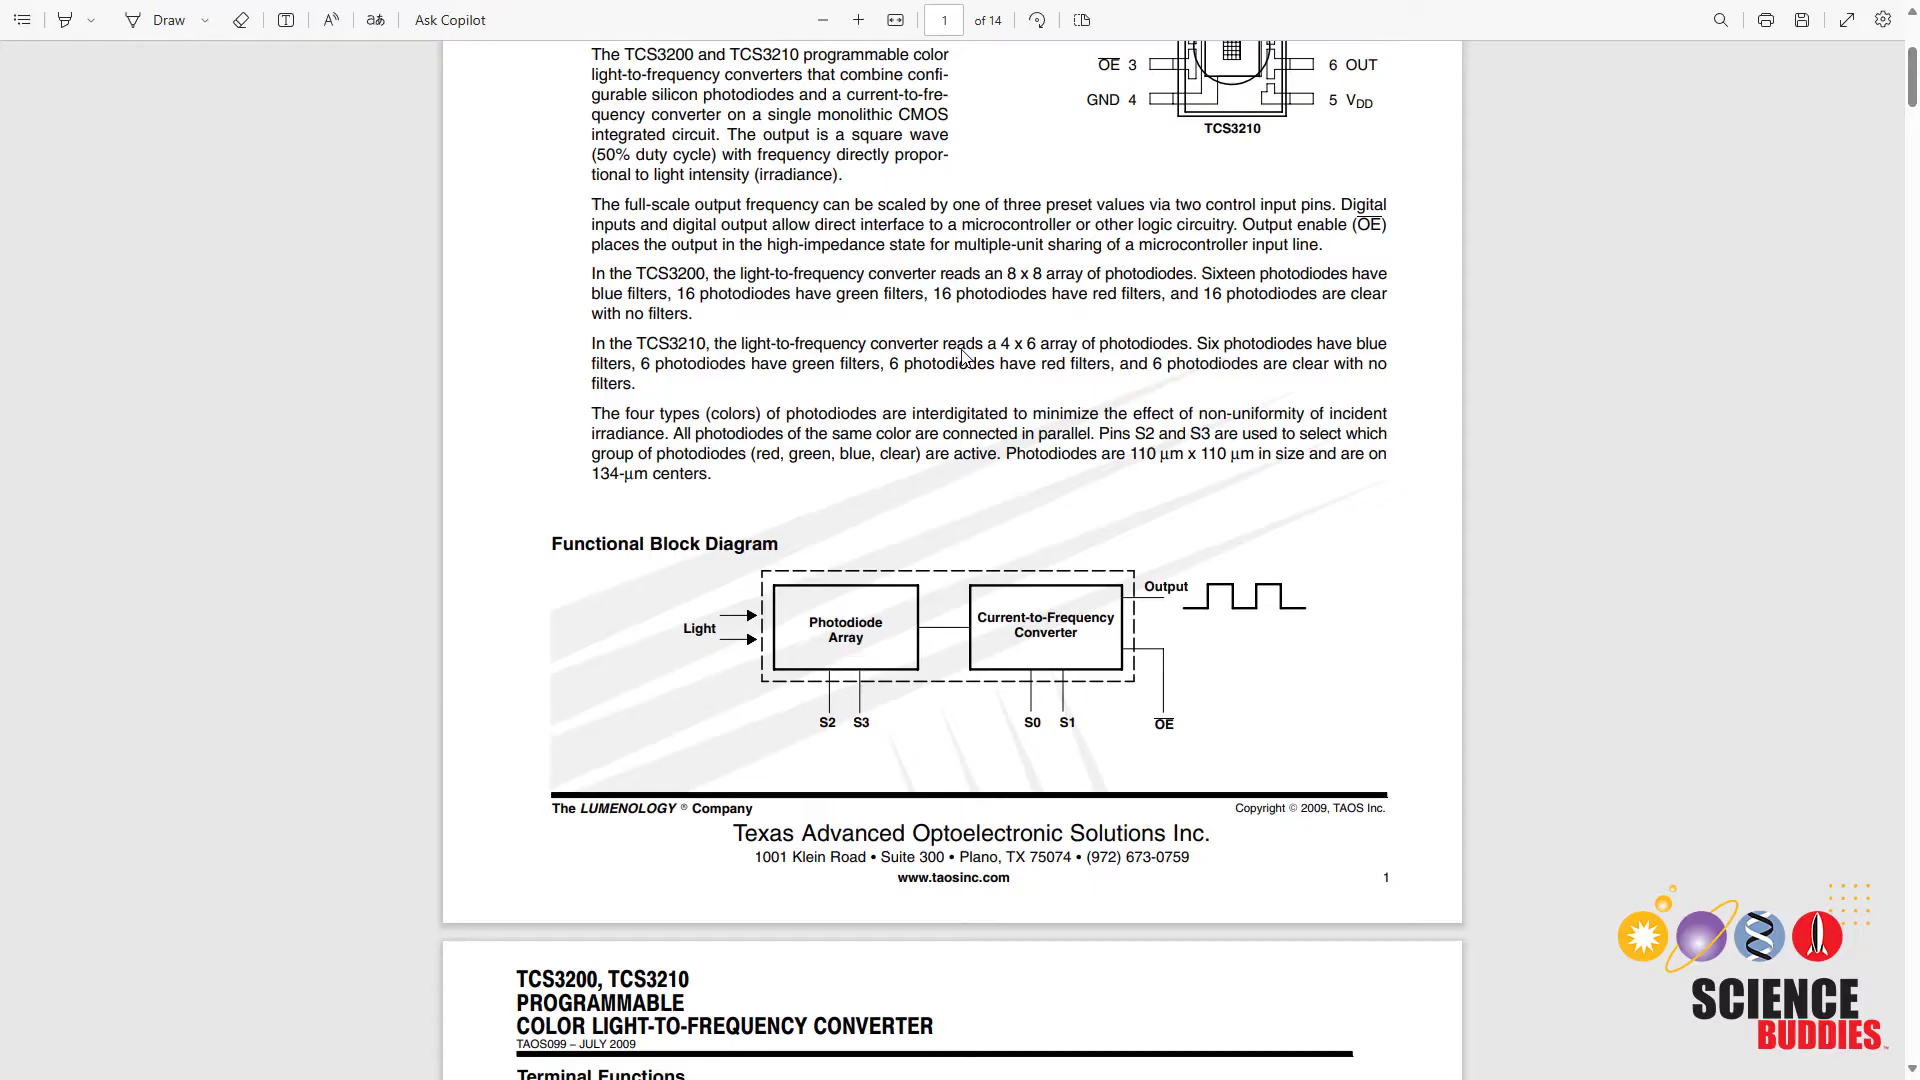 Draw
Ask Copilot
1 of 14
The TCS3200 and TCS3210 programmable color
light-to-frequency converters that combine confi-
gurable silicon photodiodes and a current-to-fre-
quency converter on a single monolithic CMOS
integrated circuit. The output is a square wave
(50% duty cycle) with frequency directly propor-
tional to light intensity (irradiance).
OE 3
6 OUT
GND 4
5 VDD
TCS3210
The full-scale output frequency can be scaled by one of three preset values via two control input pins. Digital
inputs and digital output allow direct interface to a microcontroller or other logic circuitry. Output enable (OE)
places the output in the high-impedance state for multiple-unit sharing of a microcontroller input line.
In the TCS3200, the light-to-frequency converter reads an 8 x 8 array of photodiodes. Sixteen photodiodes have
blue filters, 16 photodiodes have green filters, 16 photodiodes have red filters, and 16 photodiodes are clear
with no filters.
In the TCS3210, the light-to-frequency converter reads a 4 x 6 array of photodiodes. Six photodiodes have blue
filters, 6 photodiodes have green filters, 6 photodiodes have red filters, and 6 photodiodes are clear with no
filters.
The four types (colors) of photodiodes are interdigitated to minimize the effect of non-uniformity of incident
irradiance. All photodiodes of the same color are connected in parallel. Pins S2 and S3 are used to select which
group of photodiodes (red, green, blue, clear) are active. Photodiodes are 110 μm x 110 μm in size and are on
134-μm centers.
Functional Block Diagram
Light
Photodiode
Array
Current-to-Frequency
Converter
Output
S2 S3
S0 S1
OE
The LUMENOLOGY ® Company
Copyright © 2009, TAOS Inc.
Texas Advanced Optoelectronic Solutions Inc.
1001 Klein Road • Suite 300 • Plano, TX 75074 • (972) 673-0759
www.taosinc.com
1
TCS3200, TCS3210
PROGRAMMABLE
COLOR LIGHT-TO-FREQUENCY CONVERTER
TAOS099 – JULY 2009
Terminal Functions
SCIENCE
BUDDIES